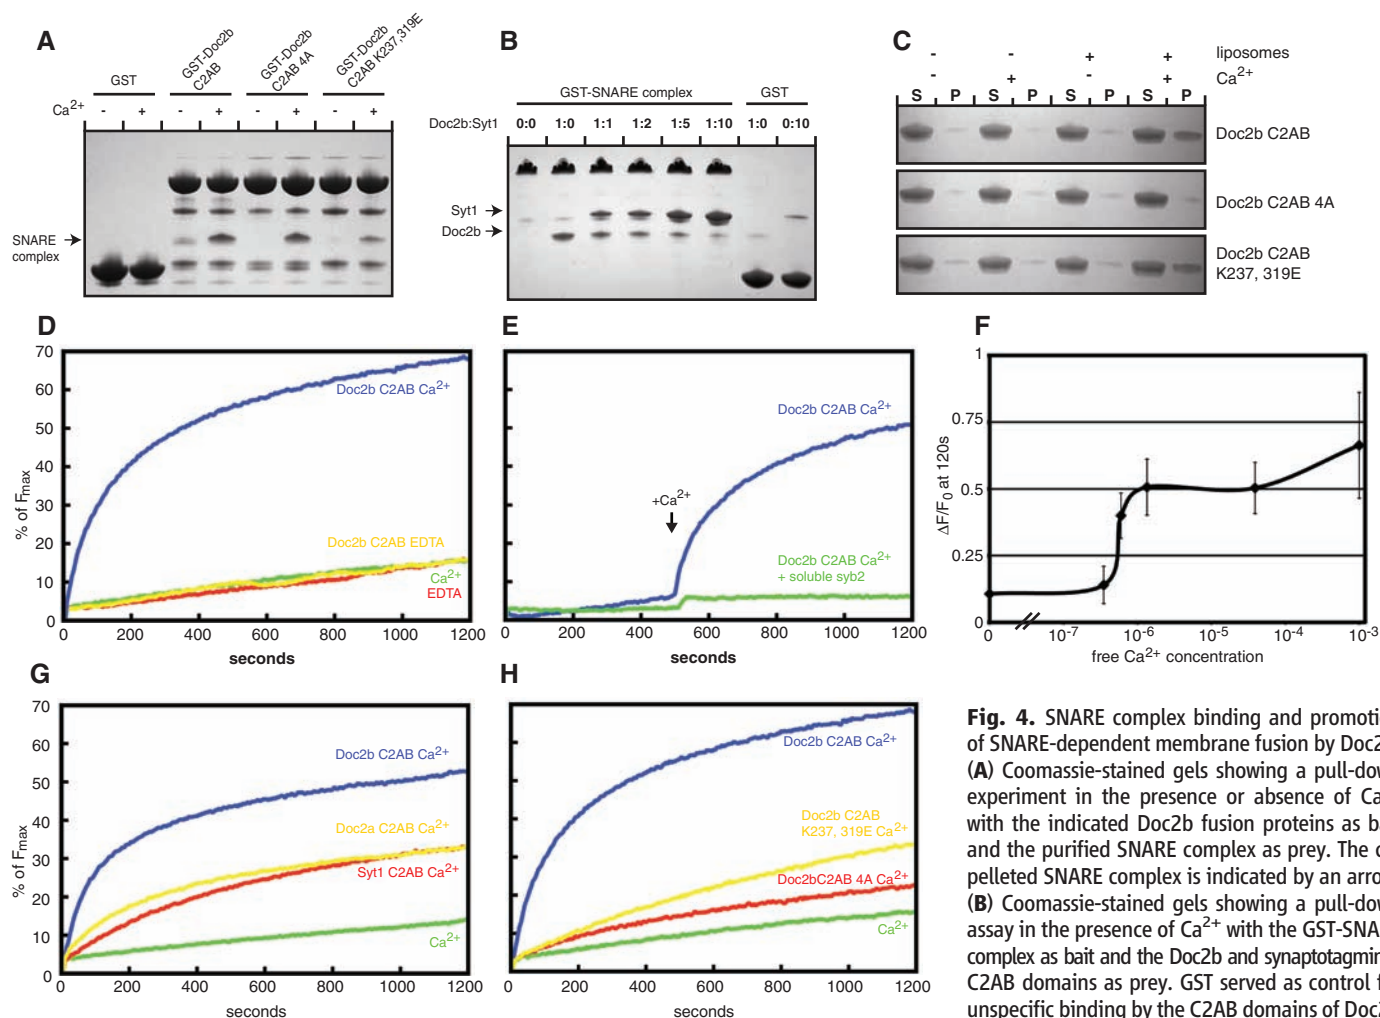 A
GST
GST-Doc2b
C2AB
GST-Doc2b
C2AB 4A
GST-Doc2b
C2AB K237,319E
Ca2+ - + - + - + - +
SNARE
complex
B
GST-SNARE complex GST
Doc2b:Syt1 0:0 1:0 1:1 1:2 1:5 1:10 1:0 0:10
Syt1
Doc2b
C
- - + + liposomes
- + - + Ca2+
S P S P S P S P
Doc2b C2AB
Doc2b C2AB 4A
Doc2b C2AB
K237, 319E
D
% of Fmax
70
60
50
40
30
20
10
0
Doc2b C2AB Ca2+
Doc2b C2AB EDTA
Ca2+
EDTA
0 200 400 600 800 1000 1200
seconds
E
Doc2b C2AB Ca2+
+Ca2+
Doc2b C2AB Ca2+
+ soluble syb2
0 200 400 600 800 1000 1200
seconds
F
ΔF/F0 at 120s
1
0.75
0.5
0.25
0
0 10-7 10-6 10-5 10-4 10-3
free Ca2+ concentration
G
% of Fmax
70
60
50
40
30
20
10
0
Doc2b C2AB Ca2+
Doc2a C2AB Ca2+
Syt1 C2AB Ca2+
Ca2+
0 200 400 600 800 1000 1200
seconds
H
Doc2b C2AB Ca2+
Doc2b C2AB
K237, 319E Ca2+
Doc2bC2AB 4A Ca2+
Ca2+
0 200 400 600 800 1000 1200
seconds
Fig. 4. SNARE complex binding and promotio
of SNARE-dependent membrane fusion by Doc2
(A) Coomassie-stained gels showing a pull-dow
experiment in the presence or absence of Ca
with the indicated Doc2b fusion proteins as ba
and the purified SNARE complex as prey. The c
pelleted SNARE complex is indicated by an arro
(B) Coomassie-stained gels showing a pull-dow
assay in the presence of Ca2+ with the GST-SNA
complex as bait and the Doc2b and synaptotagmin
C2AB domains as prey. GST served as control f
unspecific binding by the C2AB domains of Doc2